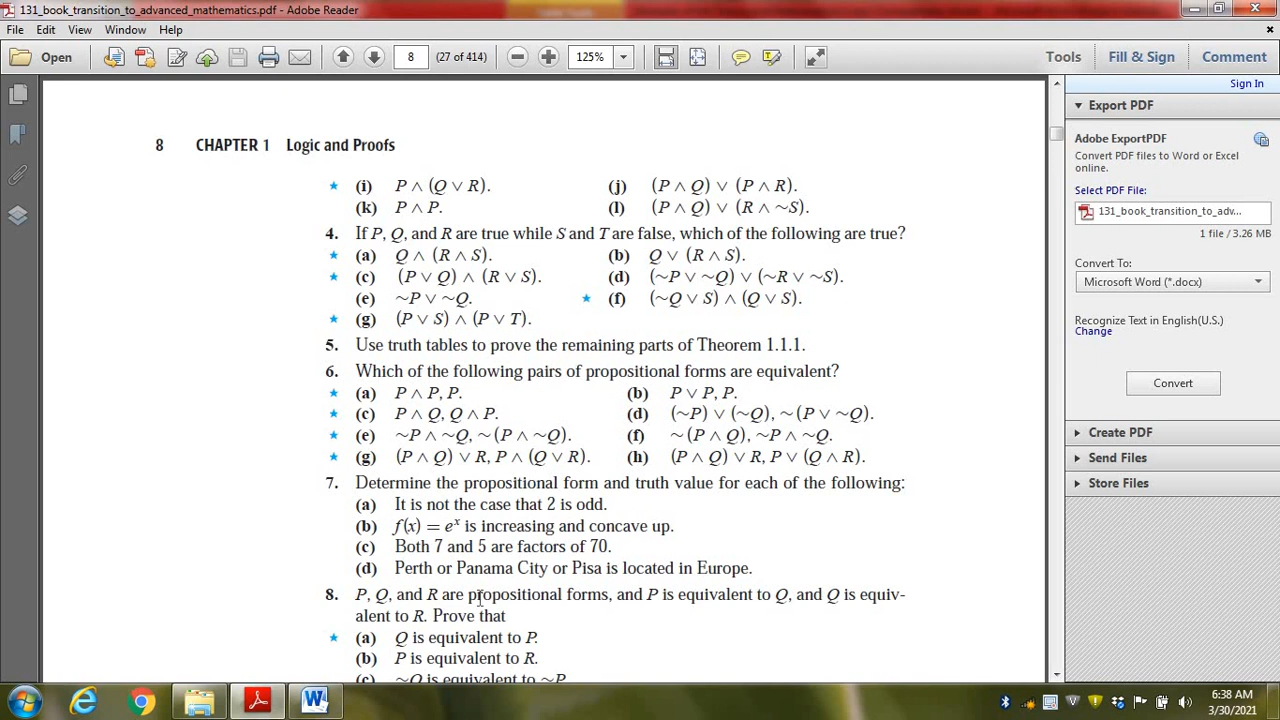 131_book_transition_to_advanced_mathematics.pdf - Adobe Reader
File Edit View Window Help
Open 8 (27 of 414) 125% Tools Fill & Sign Comment
Sign In
8 CHAPTER 1 Logic and Proofs
★ (i) P ∧ (Q ∨ R). (j) (P ∧ Q) ∨ (P ∧ R).
(k) P ∧ P. (l) (P ∧ Q) ∨ (R ∧ ~S).
4. If P, Q, and R are true while S and T are false, which of the following are true?
★ (a) Q ∧ (R ∧ S). (b) Q ∨ (R ∧ S).
★ (c) (P ∨ Q) ∧ (R ∨ S). (d) (~P ∨ ~Q) ∨ (~R ∨ ~S).
(e) ~P ∨ ~Q. ★ (f) (~Q ∨ S) ∧ (Q ∨ S).
★ (g) (P ∨ S) ∧ (P ∨ T).
5. Use truth tables to prove the remaining parts of Theorem 1.1.1.
6. Which of the following pairs of propositional forms are equivalent?
★ (a) P ∧ P, P. (b) P ∨ P, P.
★ (c) P ∧ Q, Q ∧ P. (d) (~P) ∨ (~Q), ~(P ∨ ~Q).
★ (e) ~P ∧ ~Q, ~(P ∧ ~Q). (f) ~(P ∧ Q), ~P ∧ ~Q.
★ (g) (P ∧ Q) ∨ R, P ∧ (Q ∨ R). (h) (P ∧ Q) ∨ R, P ∨ (Q ∧ R).
7. Determine the propositional form and truth value for each of the following:
(a) It is not the case that 2 is odd.
(b) f(x) = eˣ is increasing and concave up.
(c) Both 7 and 5 are factors of 70.
(d) Perth or Panama City or Pisa is located in Europe.
8. P, Q, and R are propositional forms, and P is equivalent to Q, and Q is equiv-
alent to R. Prove that
★ (a) Q is equivalent to P.
(b) P is equivalent to R.
(c) ~Q is equivalent to ~P.
Export PDF
Adobe ExportPDF
Convert PDF files to Word or Excel
online.
Select PDF File:
131_book_transition_to_adv...
1 file / 3.26 MB
Convert To:
Microsoft Word (*.docx)
Recognize Text in English(U.S.)
Change
Convert
Create PDF
Send Files
Store Files
6:38 AM
3/30/2021